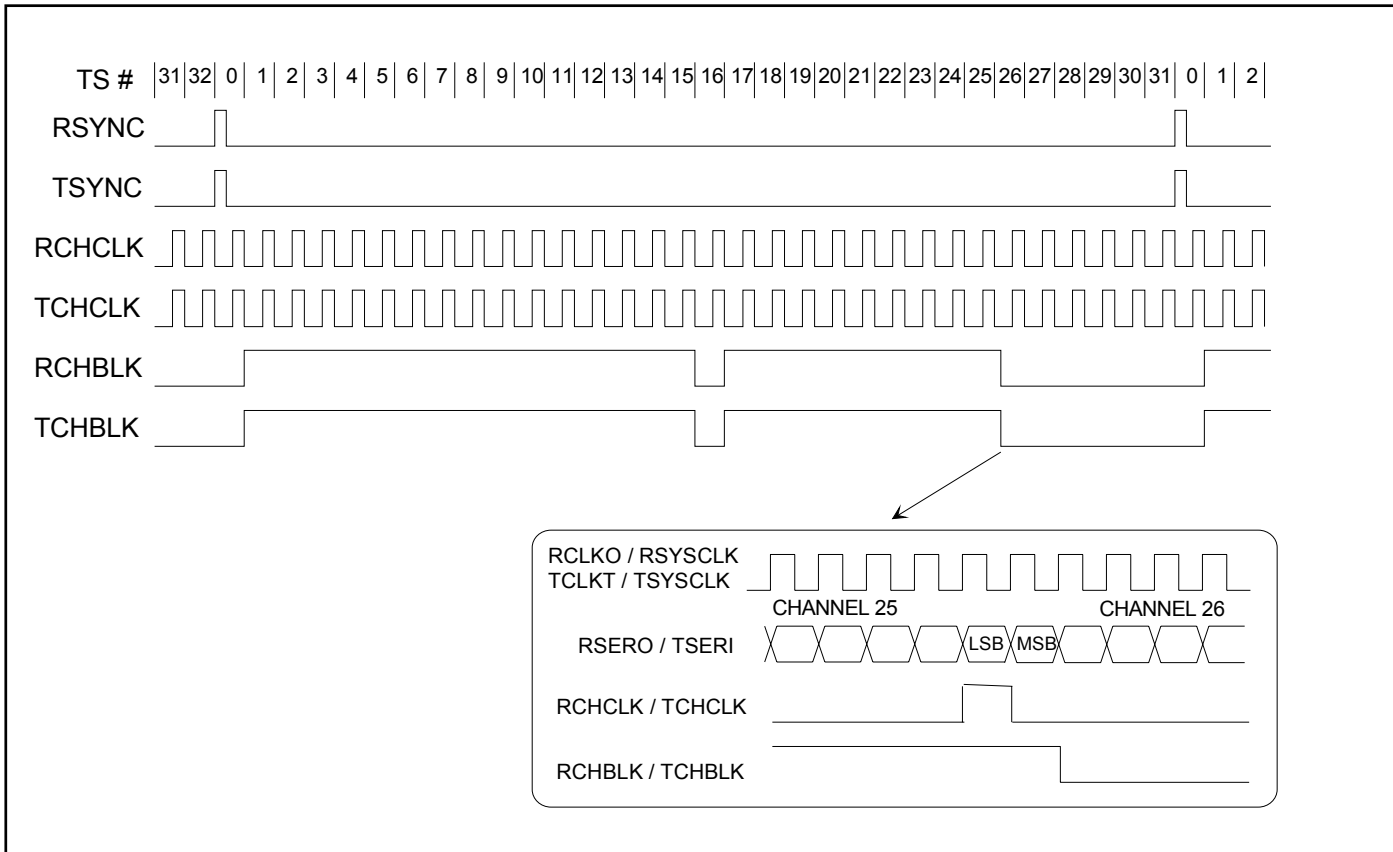 TS # 31 32 0 1 2 3 4 5 6 7 8 9 10 11 12 13 14 15 16 17 18 19 20 21 22 23 24 25 26 27 28 29 30 31 0 1 2
RSYNC
TSYNC
RCHCLK
TCHCLK
RCHBLK
TCHBLK
RCLKO / RSYSCLK
TCLKT / TSYSCLK
CHANNEL 25 CHANNEL 26
RSERO / TSERI LSB MSB
RCHCLK / TCHCLK
RCHBLK / TCHBLK